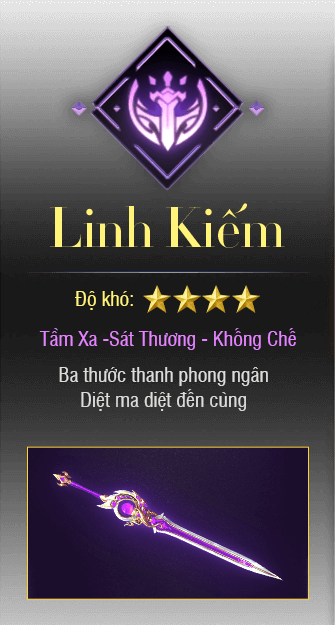 Linh Kiếm
Độ khó:
Tầm Xa -Sát Thương - Khống Chế
Ba thước thanh phong ngân
Diệt ma diệt đến cùng